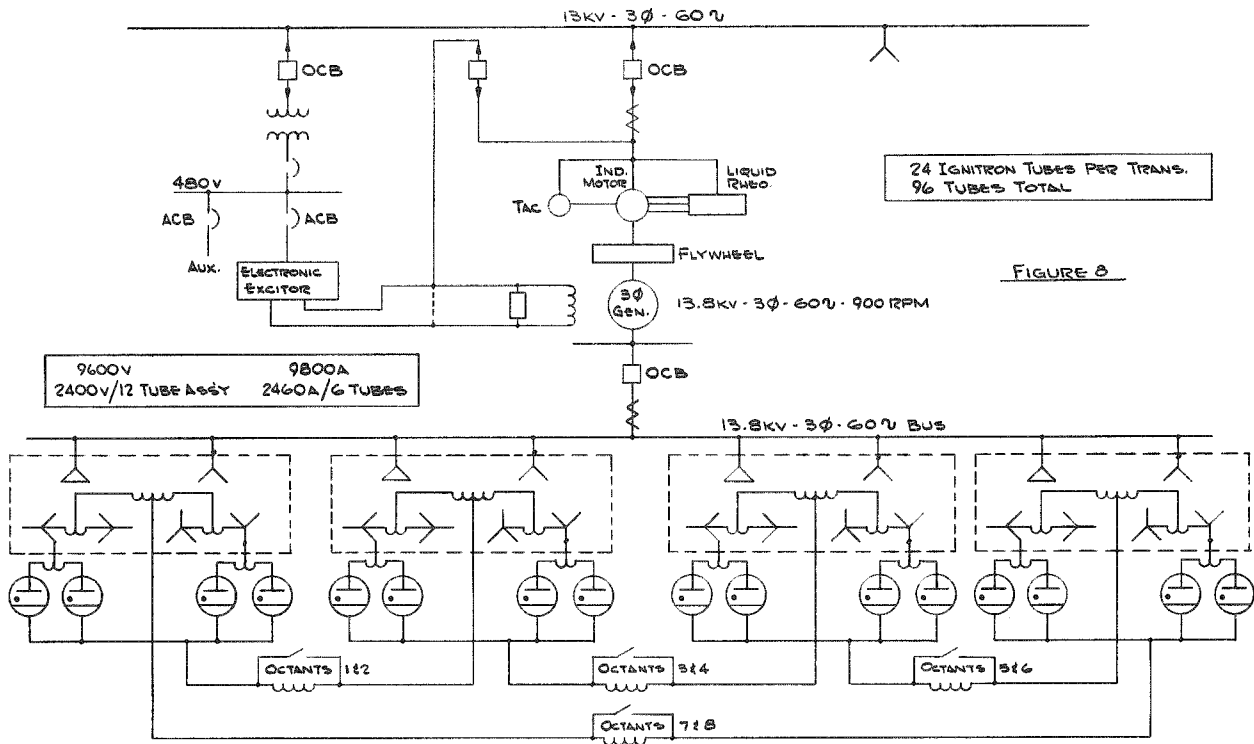 13KV - 3Ø - 60~
OCB
OCB
480V
ACB
ACB
AUX.
ELECTRONIC
EXCITOR
IND.
MOTOR
LIQUID
RHEO.
TAC
24 IGNITRON TUBES PER TRANS.
96 TUBES TOTAL
FLYWHEEL
FIGURE 8
3Ø
GEN.
13.8KV - 3Ø - 60~ - 900 RPM
9600V 9800A
2400V/12 TUBE ASSY 2460A/6 TUBES
OCB
13.8KV - 3Ø - 60~ BUS
OCTANTS 1&2
OCTANTS 3&4
OCTANTS 5&6
OCTANTS 7&8